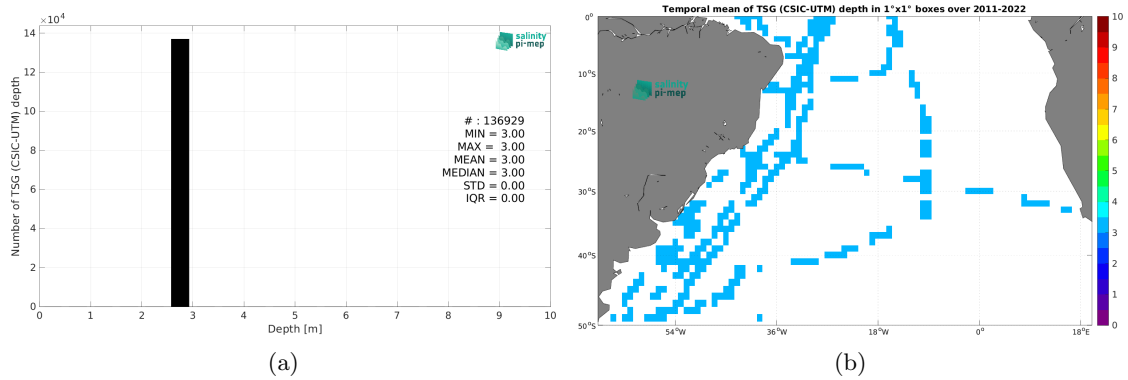 ×10⁴
14
12
10
8
6
4
2
0
Number of TSG (CSIC-UTM) depth
salinity
pi-mep
# : 136929
MIN = 3.00
MAX = 3.00
MEAN = 3.00
MEDIAN = 3.00
STD = 0.00
IQR = 0.00
0 1 2 3 4 5 6 7 8 9 10
Depth [m]
(a)
Temporal mean of TSG (CSIC-UTM) depth in 1°x1° boxes over 2011-2022
0°
10°S
20°S
30°S
40°S
50°S
salinity
pi-mep
54°W 36°W 18°W 0° 18°E
10
9
8
7
6
5
4
3
2
1
0
(b)